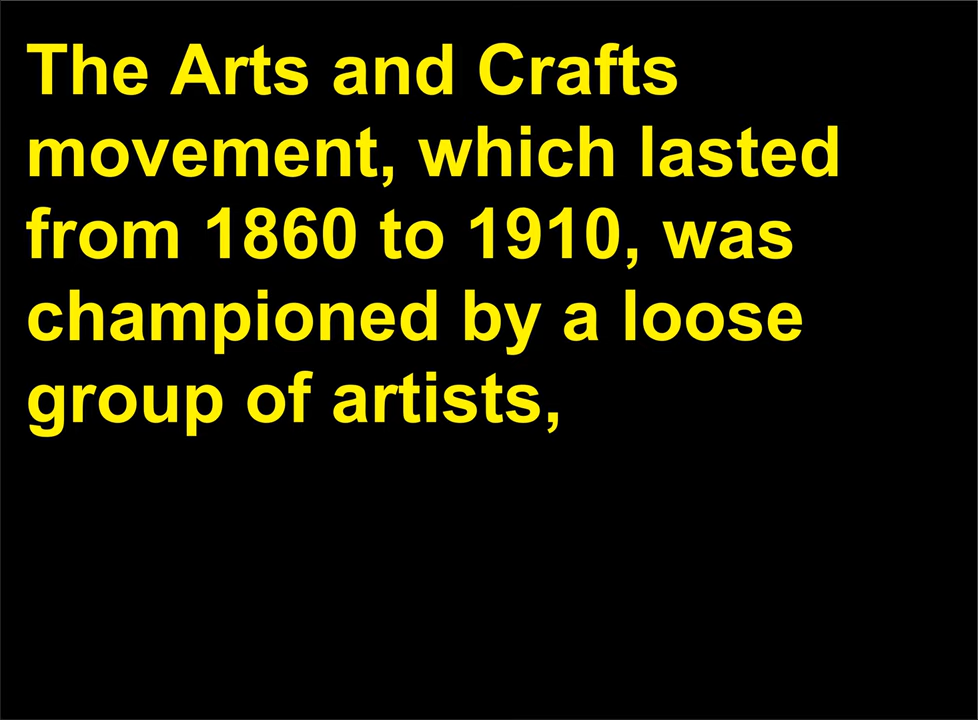 The Arts and Crafts
movement, which lasted
from 1860 to 1910, was
championed by a loose
group of artists,